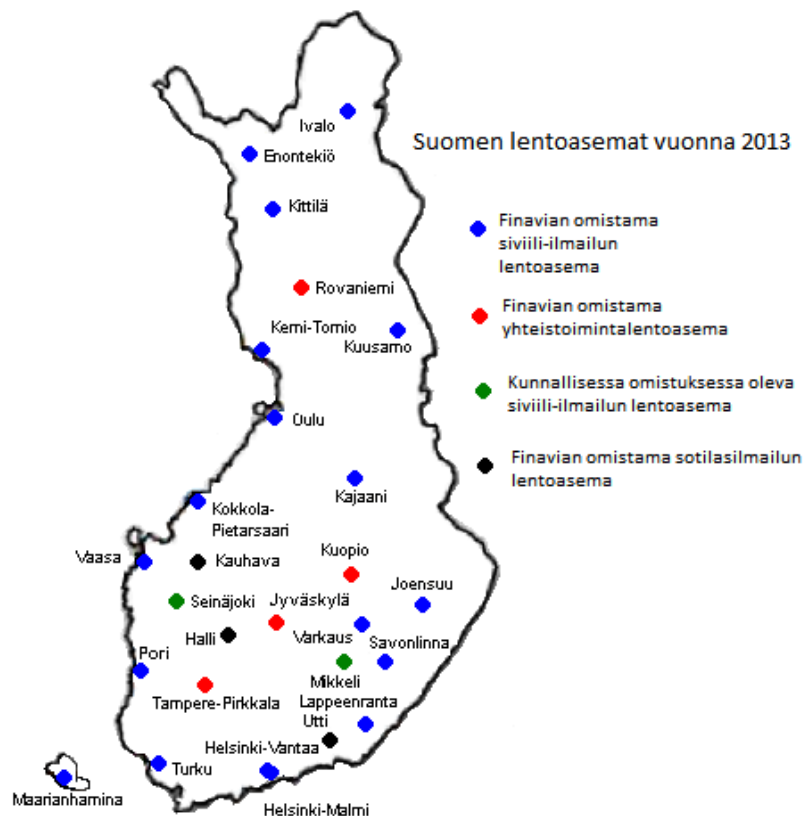 Ivalo
Suomen lentoasemat vuonna 2013
Enontekiö
Kittilä
Finavian omistama
siviili-ilmailun
lentoasema
Rovaniemi
Finavian omistama
yhteistoimintalentoasema
Kemi-Tornio
Kuusamo
Kunnallisessa omistuksessa oleva
siviili-ilmailun lentoasema
Oulu
Finavian omistama sotilasilmailun
lentoasema
Kajaani
Kokkola-
Pietarsaari
Vaasa
Kauhava
Kuopio
Joensuu
Seinäjoki
Jyväskylä
Halli
Varkaus
Savonlinna
Pori
Mikkeli
Tampere-Pirkkala
Lappeenranta
Utti
Helsinki-Vantaa
Turku
Maarianhamina
Helsinki-Malmi